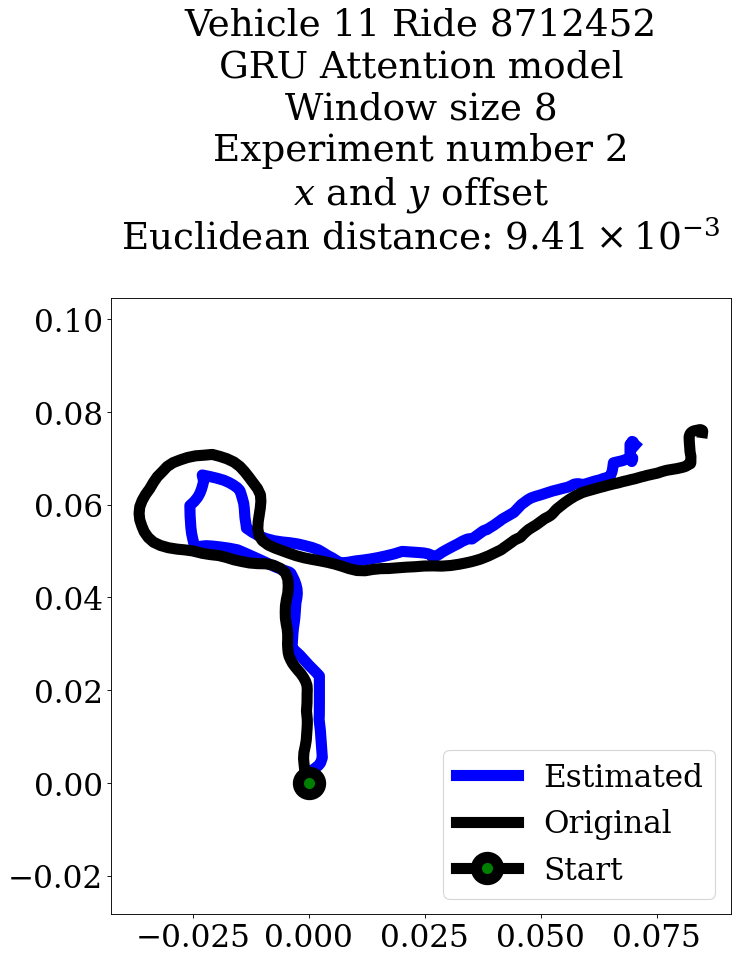 Vehicle 11 Ride 8712452
GRU Attention model
Window size 8
Experiment number 2
x and y offset
Euclidean distance: 9.41 × 10⁻³
0.10
0.08
0.06
0.04
0.02
0.00
−0.02
−0.025 0.000 0.025 0.050 0.075
Estimated
Original
Start